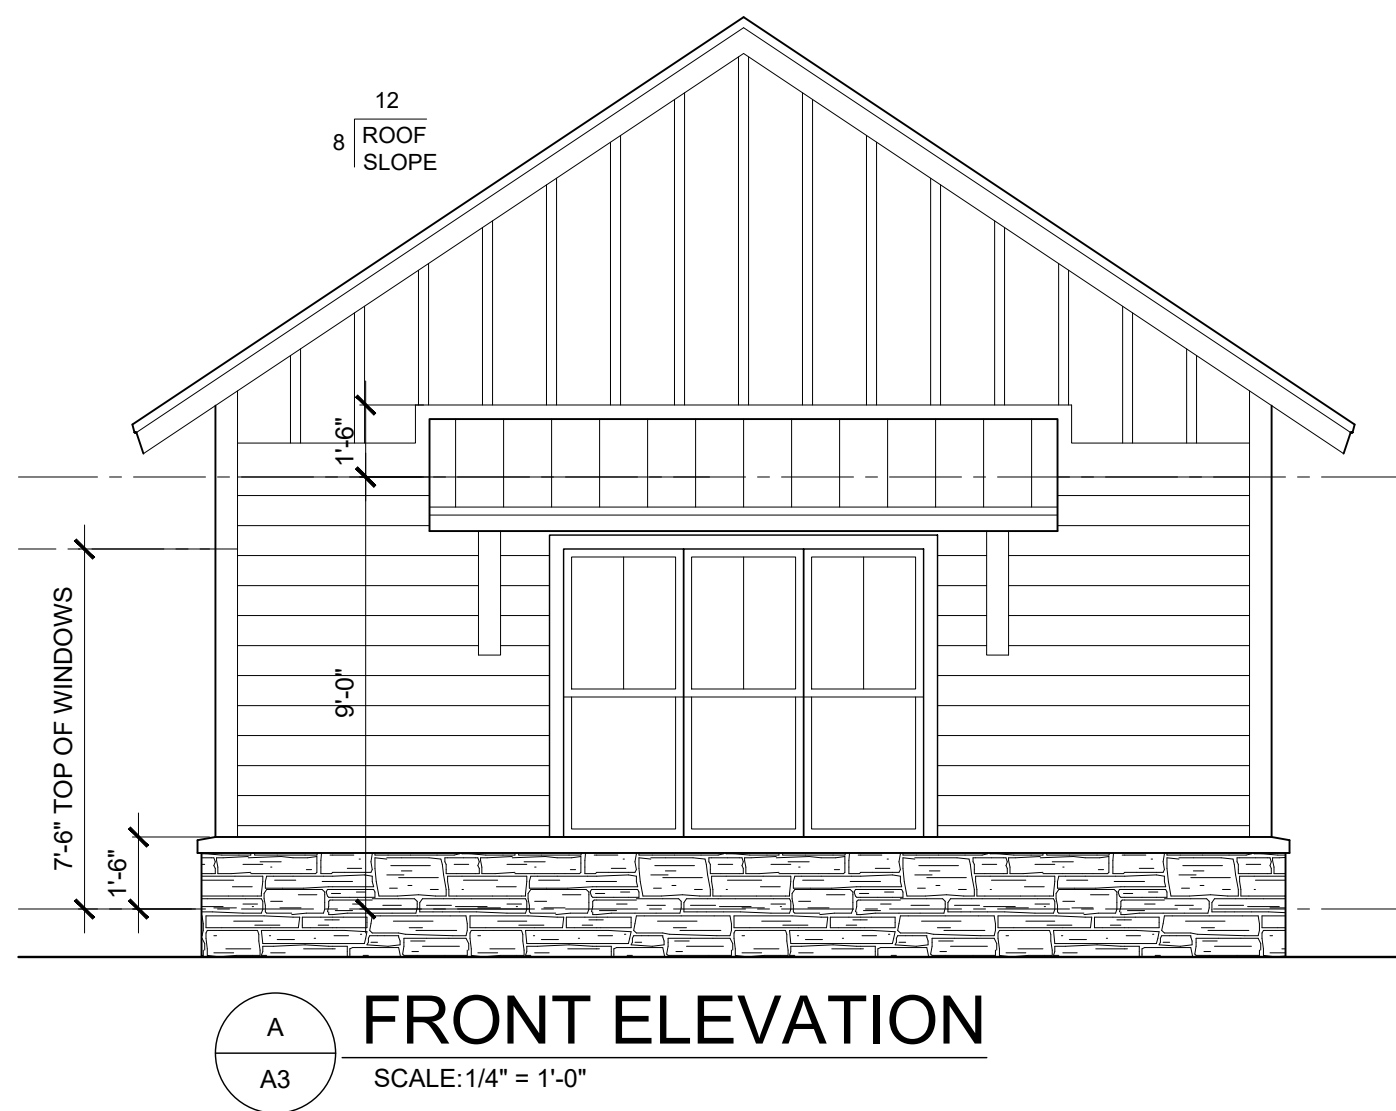 12
8 ROOF
SLOPE
1'-6"
7'-6" TOP OF WINDOWS
9'-0"
1'-6"
A
A3
FRONT ELEVATION
SCALE:1/4" = 1'-0"